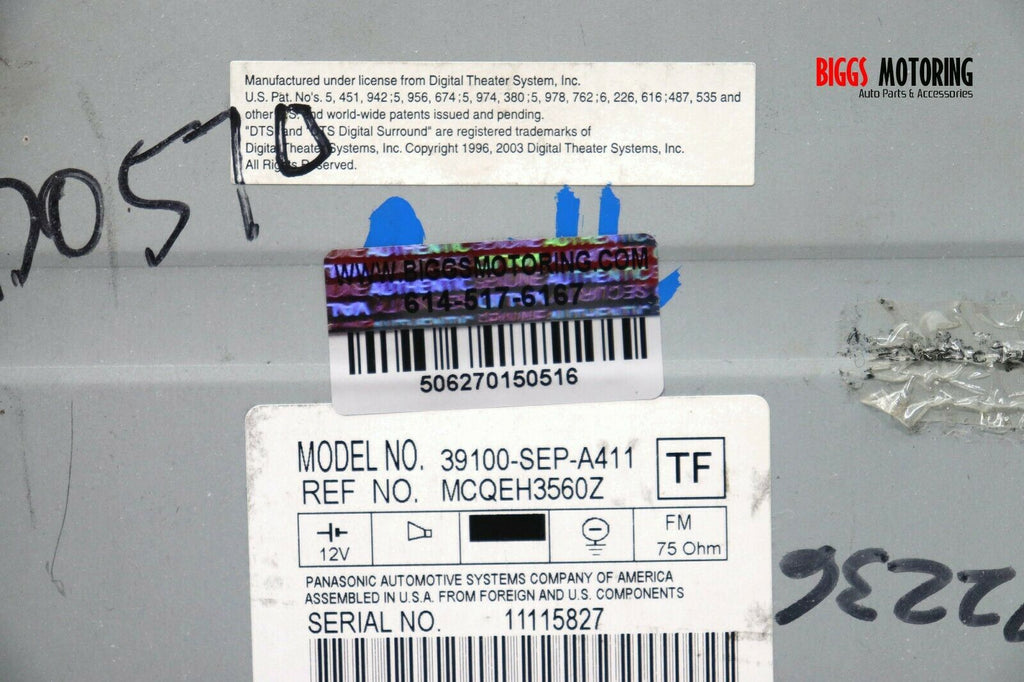 BIGGS MOTORING
Auto Parts & Accessories
Manufactured under license from Digital Theater System, Inc.
U.S. Pat. No's. 5, 451, 942 ;5, 956, 674 ;5, 974, 380 ;5, 978, 762 ;6, 226, 616 ;487, 535 and
other U.S. and world-wide patents issued and pending.
"DTS" and "DTS Digital Surround" are registered trademarks of
Digital Theater Systems, Inc. Copyright 1996, 2003 Digital Theater Systems, Inc.
All Rights Reserved.
20570
WWW.BIGGSMOTORING.COM
614-517-6167
506270150516
MODEL NO. 39100-SEP-A411 TF
REF NO. MCQEH3560Z
12V FM 75 Ohm
PANASONIC AUTOMOTIVE SYSTEMS COMPANY OF AMERICA
ASSEMBLED IN U.S.A. FROM FOREIGN AND U.S. COMPONENTS
SERIAL NO. 11115827